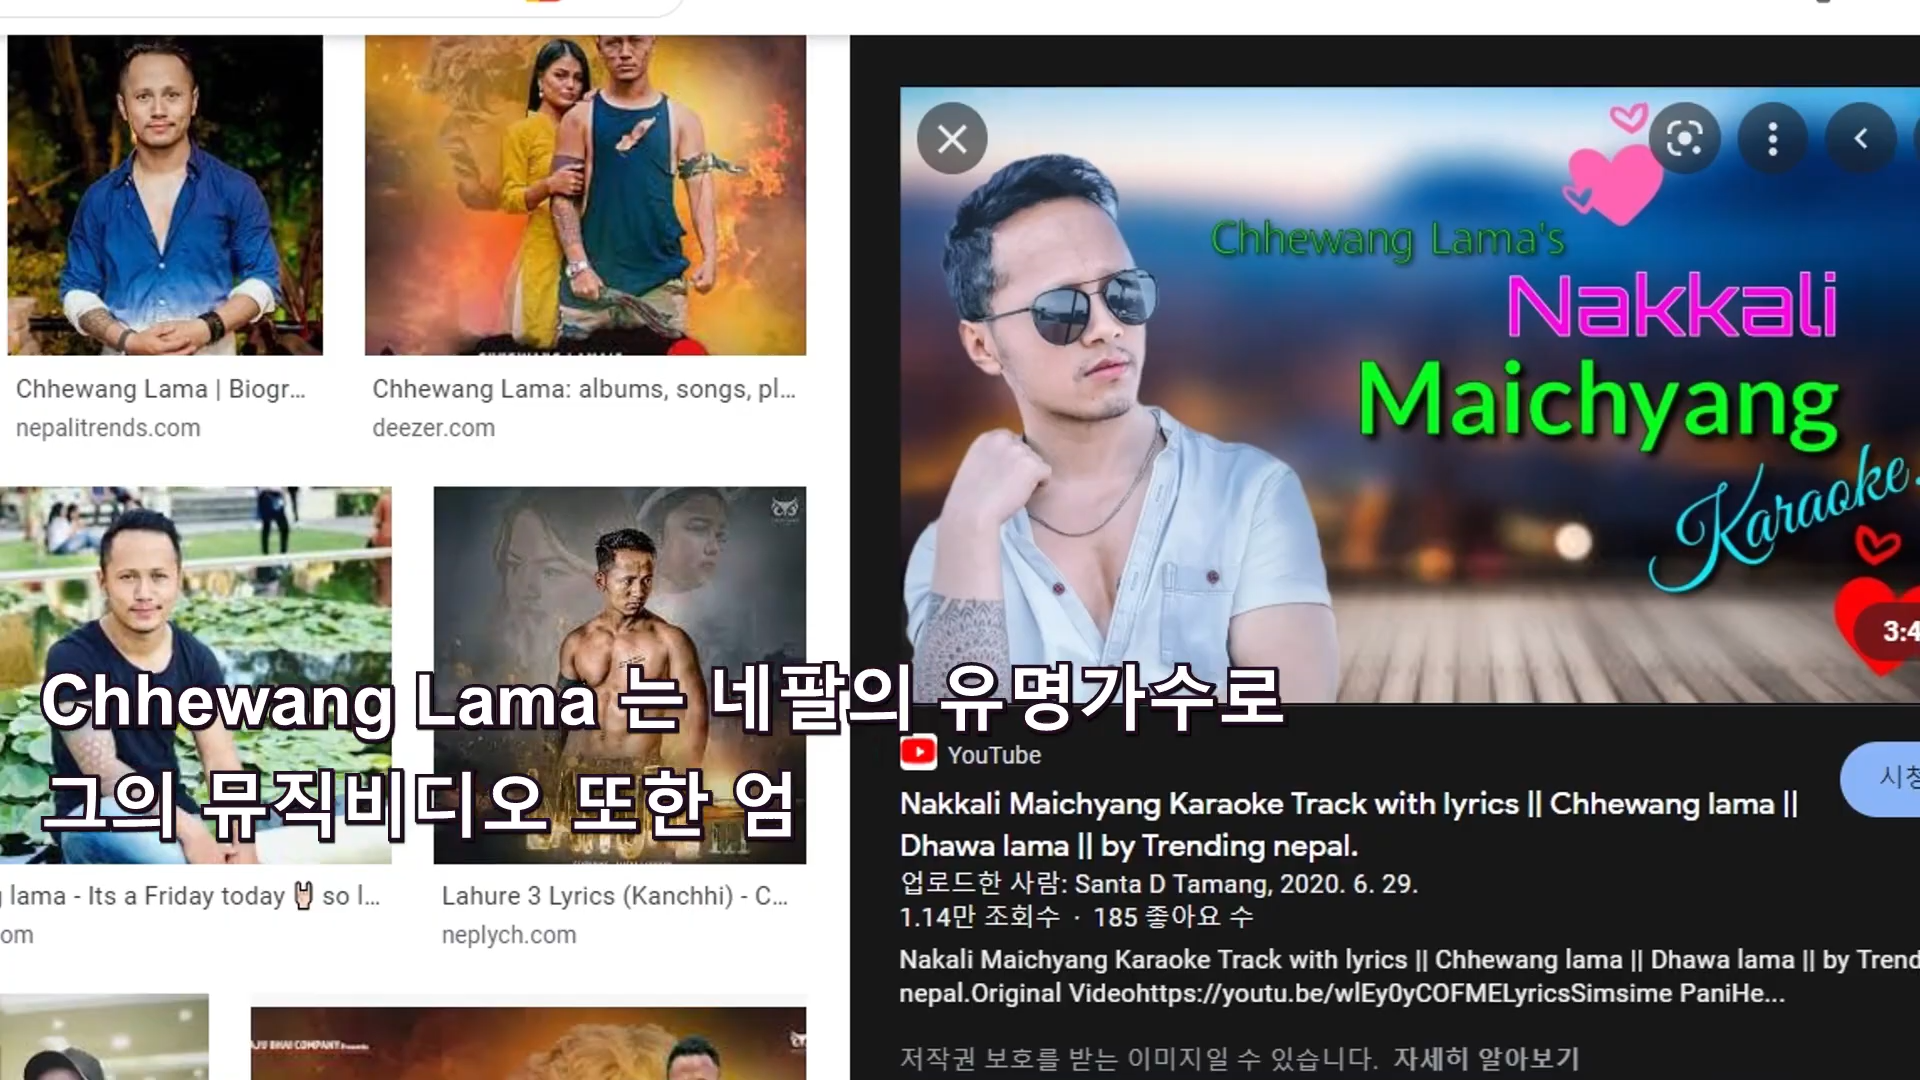 Chhewang Lama | Biogr...
nepalitrends.com
Chhewang Lama: albums, songs, pl...
deezer.com
Chhewang Lama's
Nakkali
Maichyang
Karaoke.
3:4
Chhewang Lama 는 네팔의 유명가수로
그의 뮤직비디오 또한 엄
lama - Its a Friday today 🤘🏻 so l...
om
Lahure 3 Lyrics (Kanchhi) - C...
neplych.com
YouTube
시청
Nakkali Maichyang Karaoke Track with lyrics || Chhewang lama ||
Dhawa lama || by Trending nepal.
업로드한 사람: Santa D Tamang, 2020. 6. 29.
1.14만 조회수 · 185 좋아요 수
Nakali Maichyang Karaoke Track with lyrics || Chhewang lama || Dhawa lama || by Trend
nepal.Original Videohttps://youtu.be/wlEy0yCOFMELyricsSimsime PaniHe...
저작권 보호를 받는 이미지일 수 있습니다. 자세히 알아보기